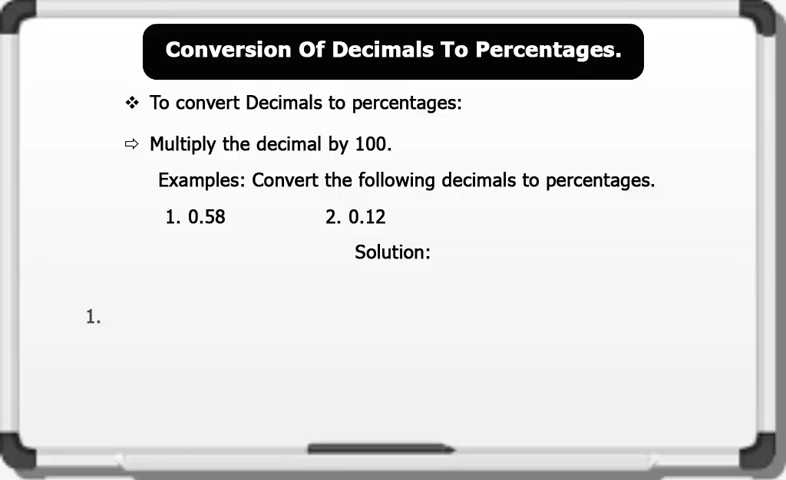 Conversion Of Decimals To Percentages.
❖ To convert Decimals to percentages:
⇨ Multiply the decimal by 100.
Examples: Convert the following decimals to percentages.
1. 0.58 2. 0.12
Solution:
1.